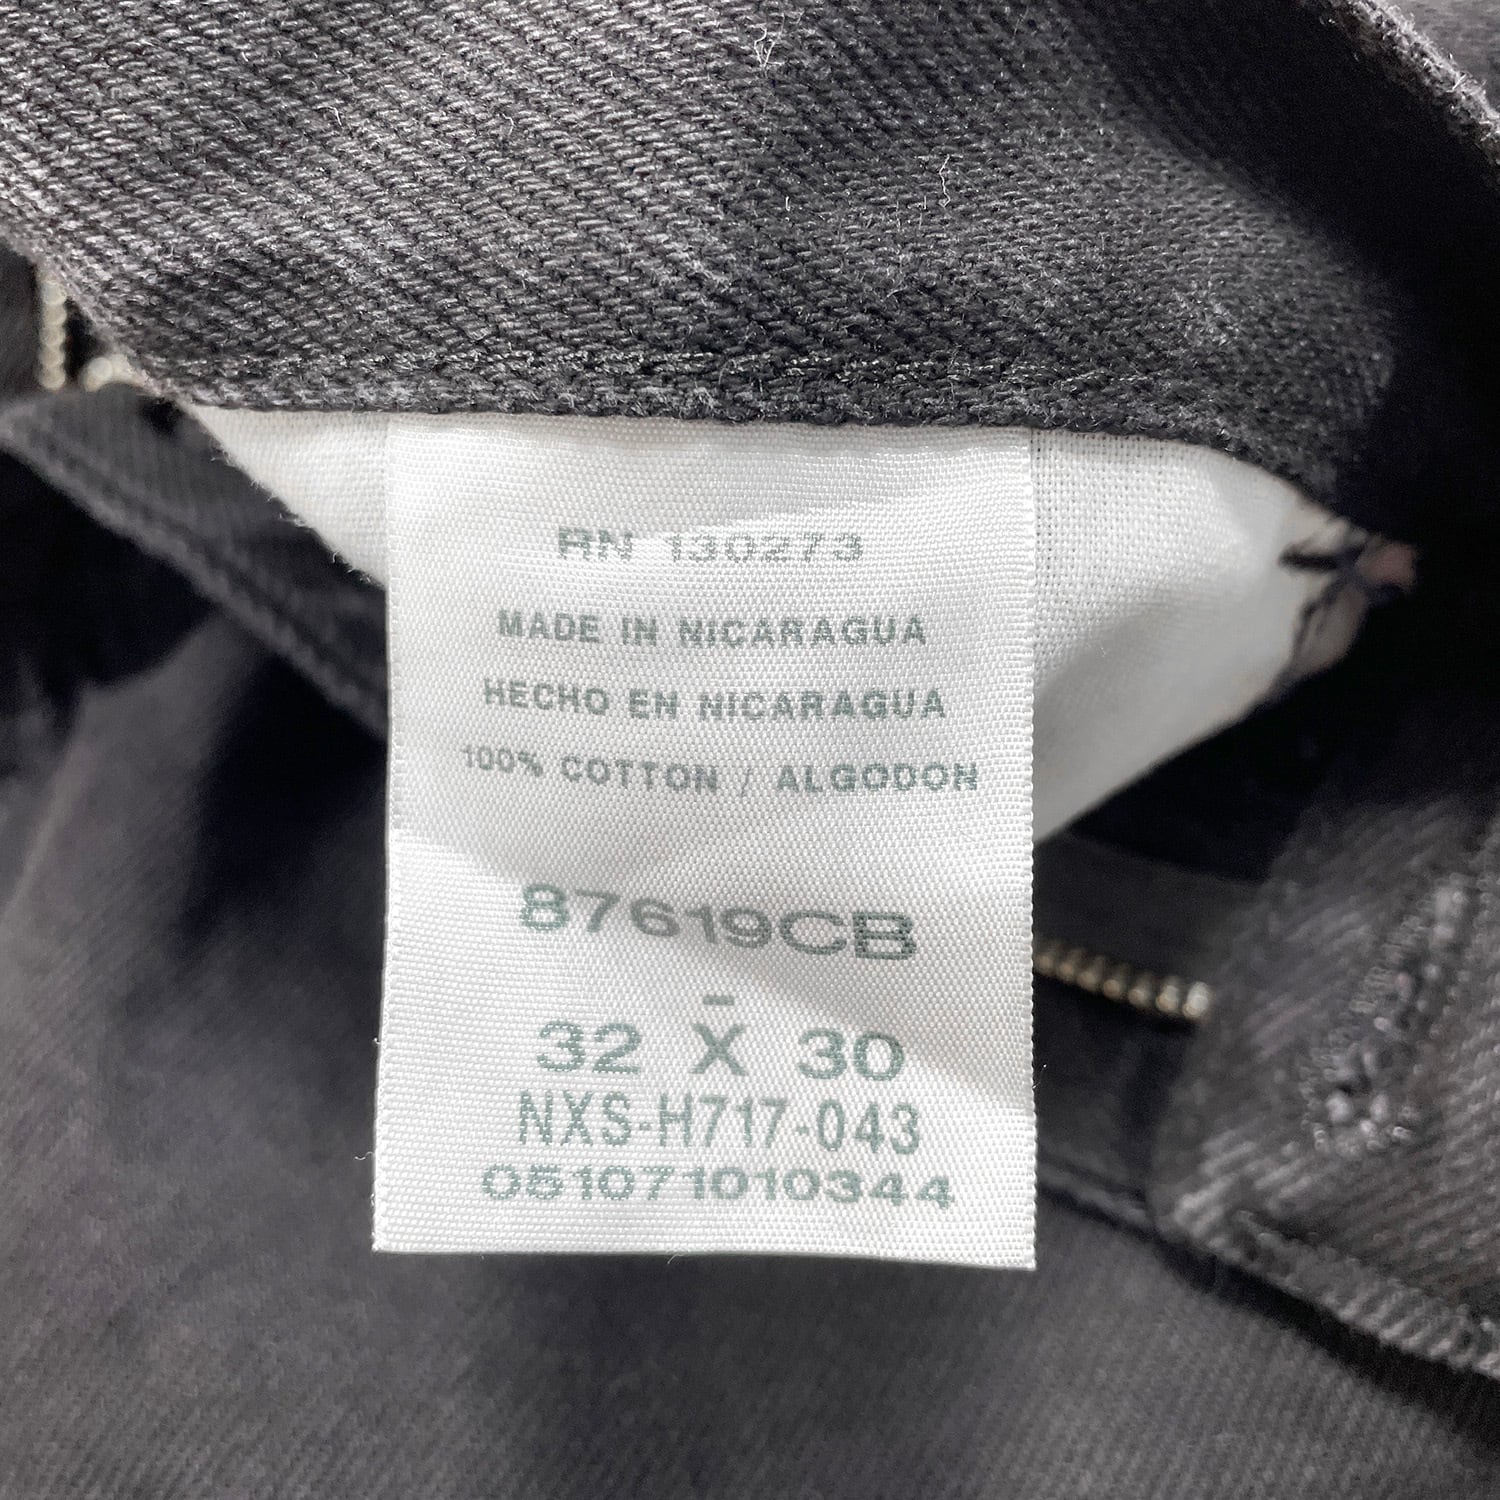 RN 130273
MADE IN NICARAGUA
HECHO EN NICARAGUA
100% COTTON / ALGODON
87619CB
-
32 X 30
NXS-H717-043
051071010344